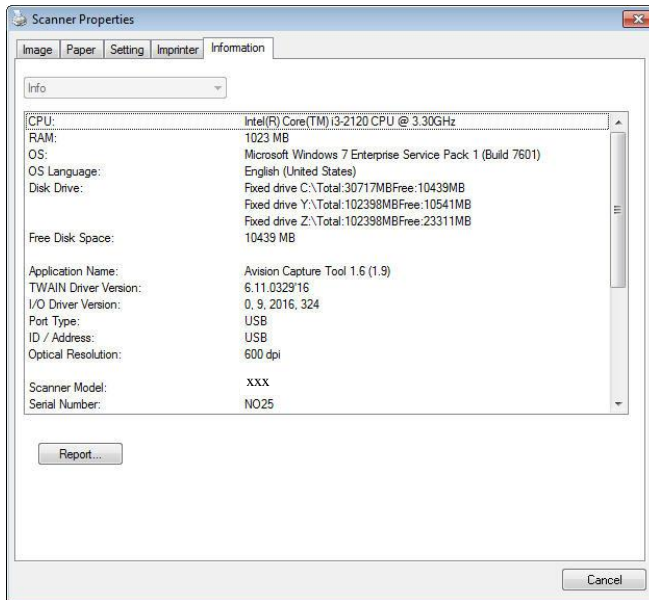 Scanner Properties
Image Paper Setting Imprinter Information
Info
CPU: Intel(R) Core(TM) i3-2120 CPU @ 3.30GHz
RAM: 1023 MB
OS: Microsoft Windows 7 Enterprise Service Pack 1 (Build 7601)
OS Language: English (United States)
Disk Drive: Fixed drive C:\Total:30717MBFree:10439MB
Fixed drive Y:\Total:102398MBFree:10541MB
Fixed drive Z:\Total:102398MBFree:23311MB
Free Disk Space: 10439 MB
Application Name: Avision Capture Tool 1.6 (1.9)
TWAIN Driver Version: 6.11.0329'16
I/O Driver Version: 0, 9, 2016, 324
Port Type: USB
ID / Address: USB
Optical Resolution: 600 dpi
Scanner Model: xxx
Serial Number: NO25
Report...
Cancel